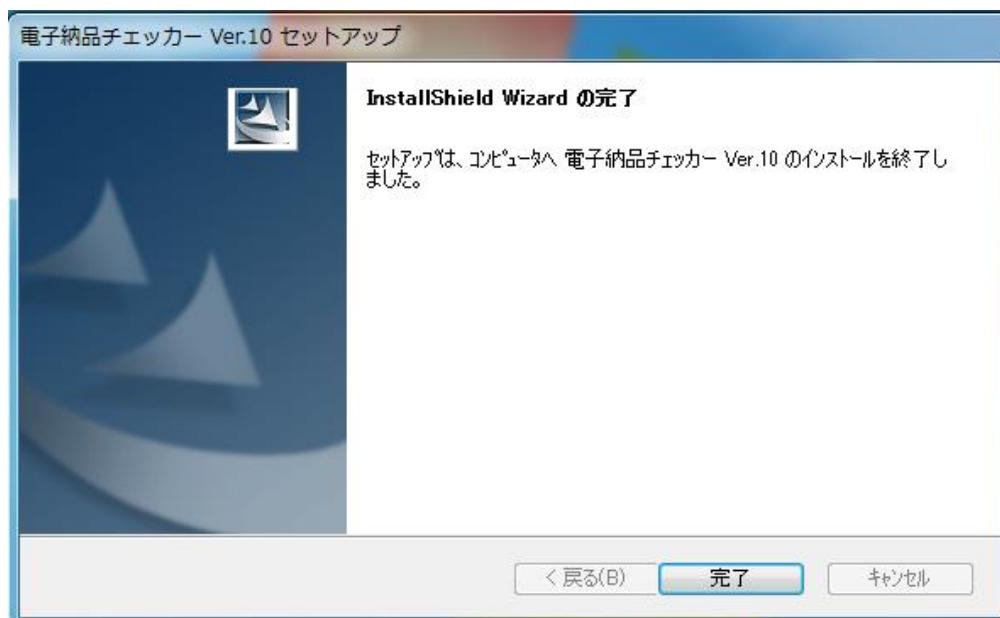 電子納品チェッカー Ver.10 セットアップ
InstallShield Wizard の完了
セットアップは、コンピュータへ 電子納品チェッカー Ver.10 のインストールを終了し
ました。
< 戻る(B)
完了
キャンセル